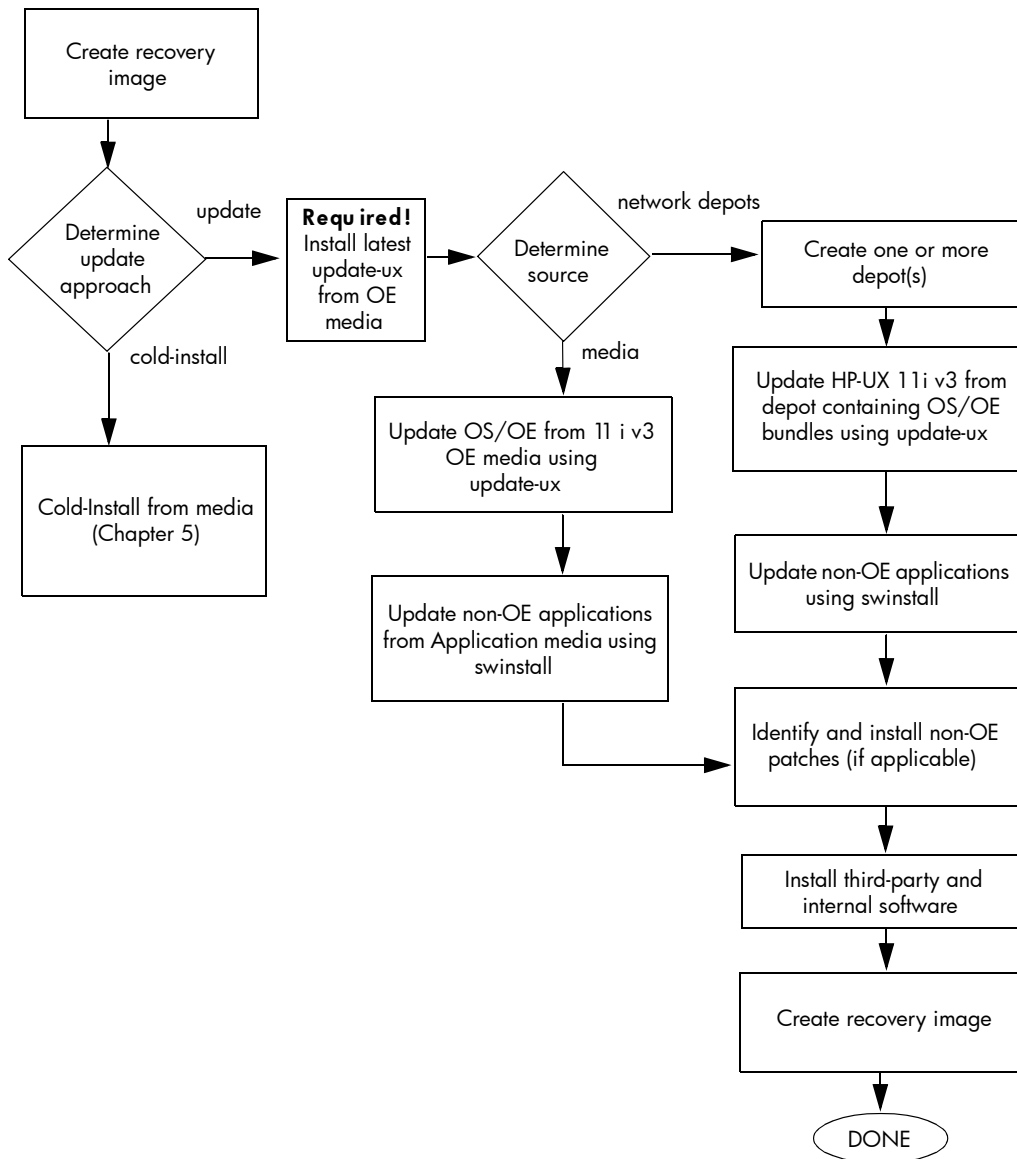 Create recovery
image
Determine
update
approach
update
cold-install
Cold-Install from media
(Chapter 5)
Required!
Install latest
update-ux
from OE
media
Determine
source
network depots
media
Update OS/OE from 11 i v3
OE media using
update-ux
Update non-OE applications
from Application media using
swinstall
Create one or more
depot(s)
Update HP-UX 11i v3 from
depot containing OS/OE
bundles using update-ux
Update non-OE applications
using swinstall
Identify and install non-OE
patches (if applicable)
Install third-party and
internal software
Create recovery image
DONE